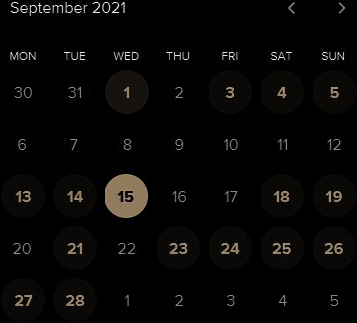 September 2021 < >
MON TUE WED THU FRI SAT SUN
30 31 1 2 3 4 5
6 7 8 9 10 11 12
13 14 15 16 17 18 19
20 21 22 23 24 25 26
27 28 1 2 3 4 5